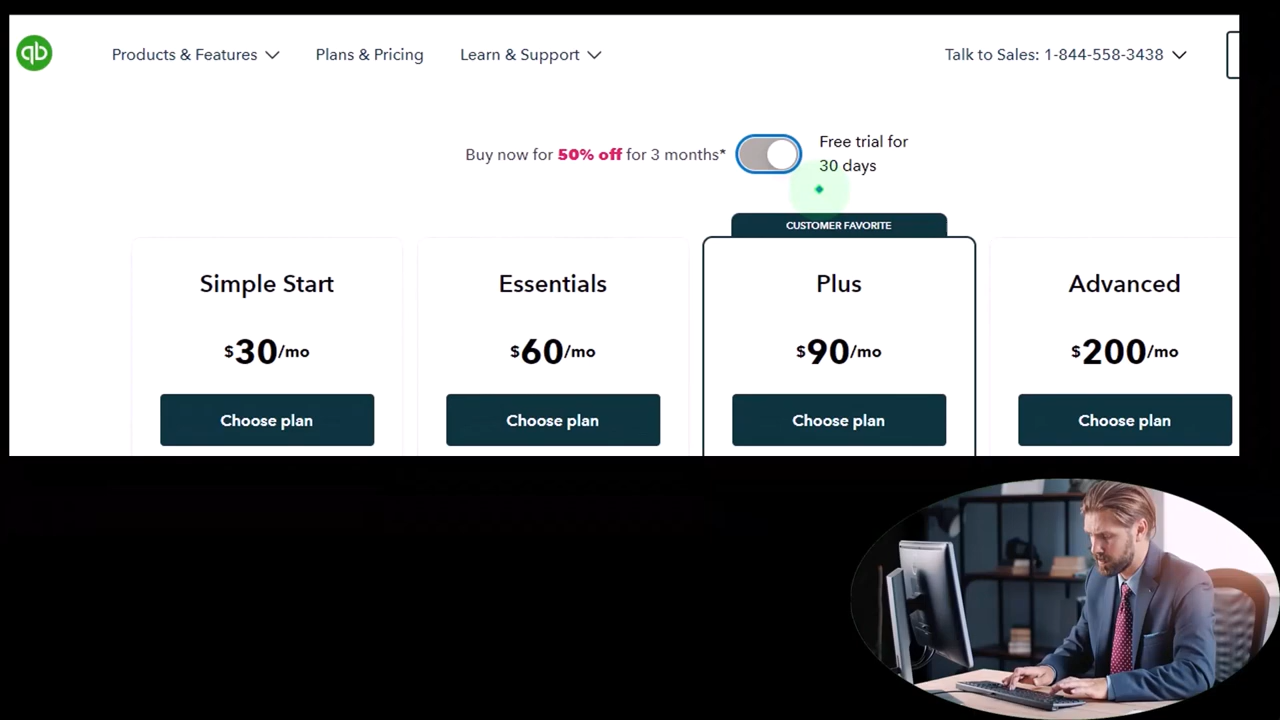 qb
Products & Features
Plans & Pricing
Learn & Support
Talk to Sales: 1-844-558-3438
Buy now for 50% off for 3 months*
Free trial for
30 days
CUSTOMER FAVORITE
Simple Start
Essentials
Plus
Advanced
$30/mo
$60/mo
$90/mo
$200/mo
Choose plan
Choose plan
Choose plan
Choose plan